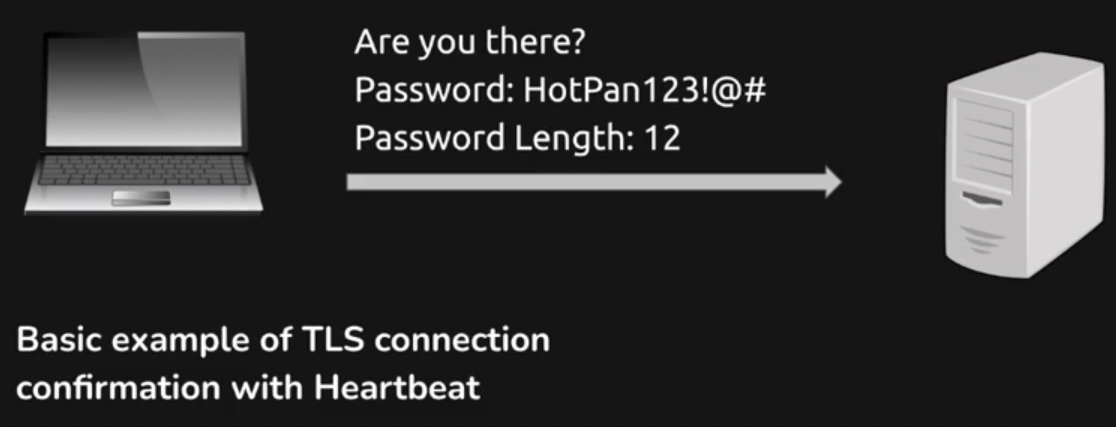 Are you there?
Password: HotPan123!@#
Password Length: 12
Basic example of TLS connection
confirmation with Heartbeat